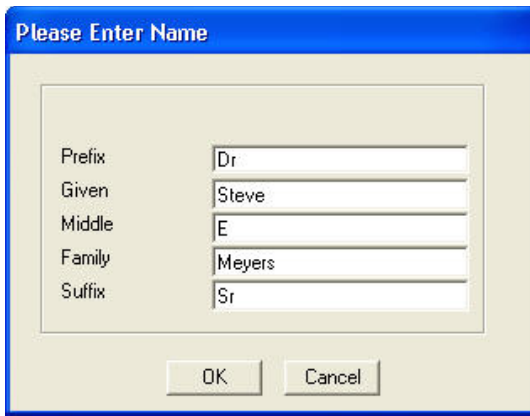 Please Enter Name
Prefix Dr
Given Steve
Middle E
Family Meyers
Suffix Sr
OK Cancel